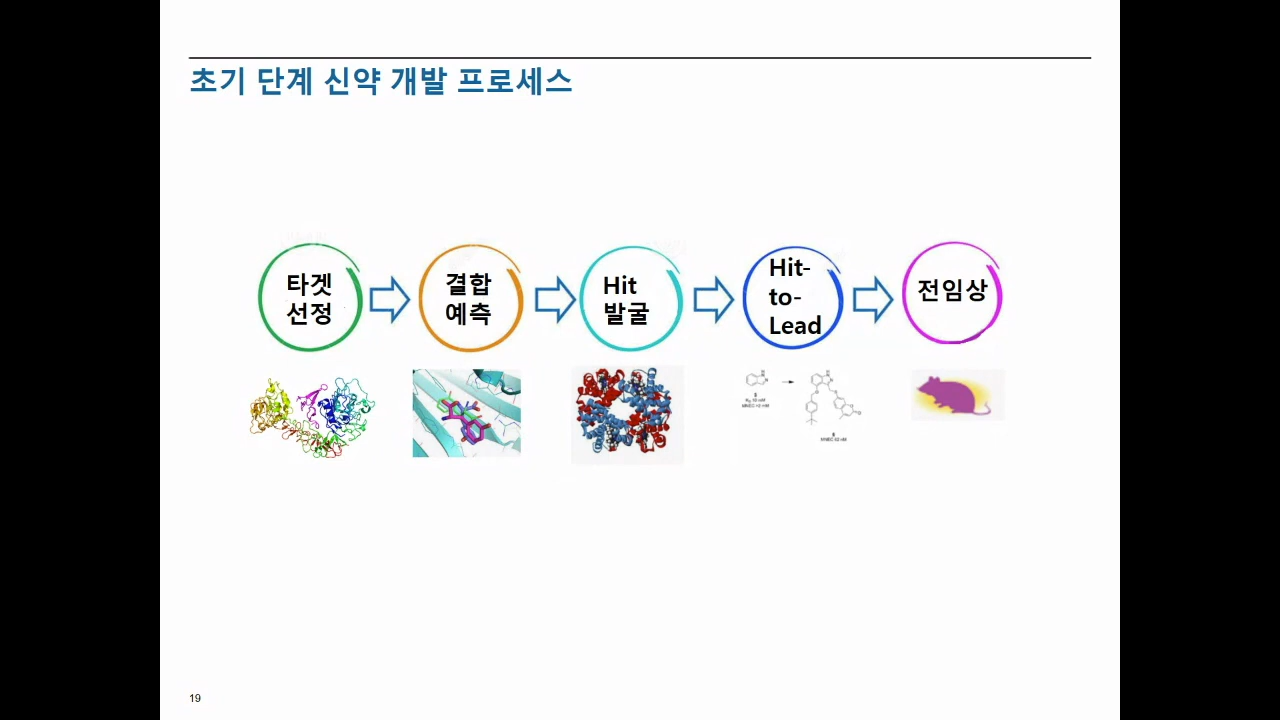 초기 단계 신약 개발 프로세스
타겟
선정
결합
예측
Hit
발굴
Hit-
to-
Lead
전임상
19